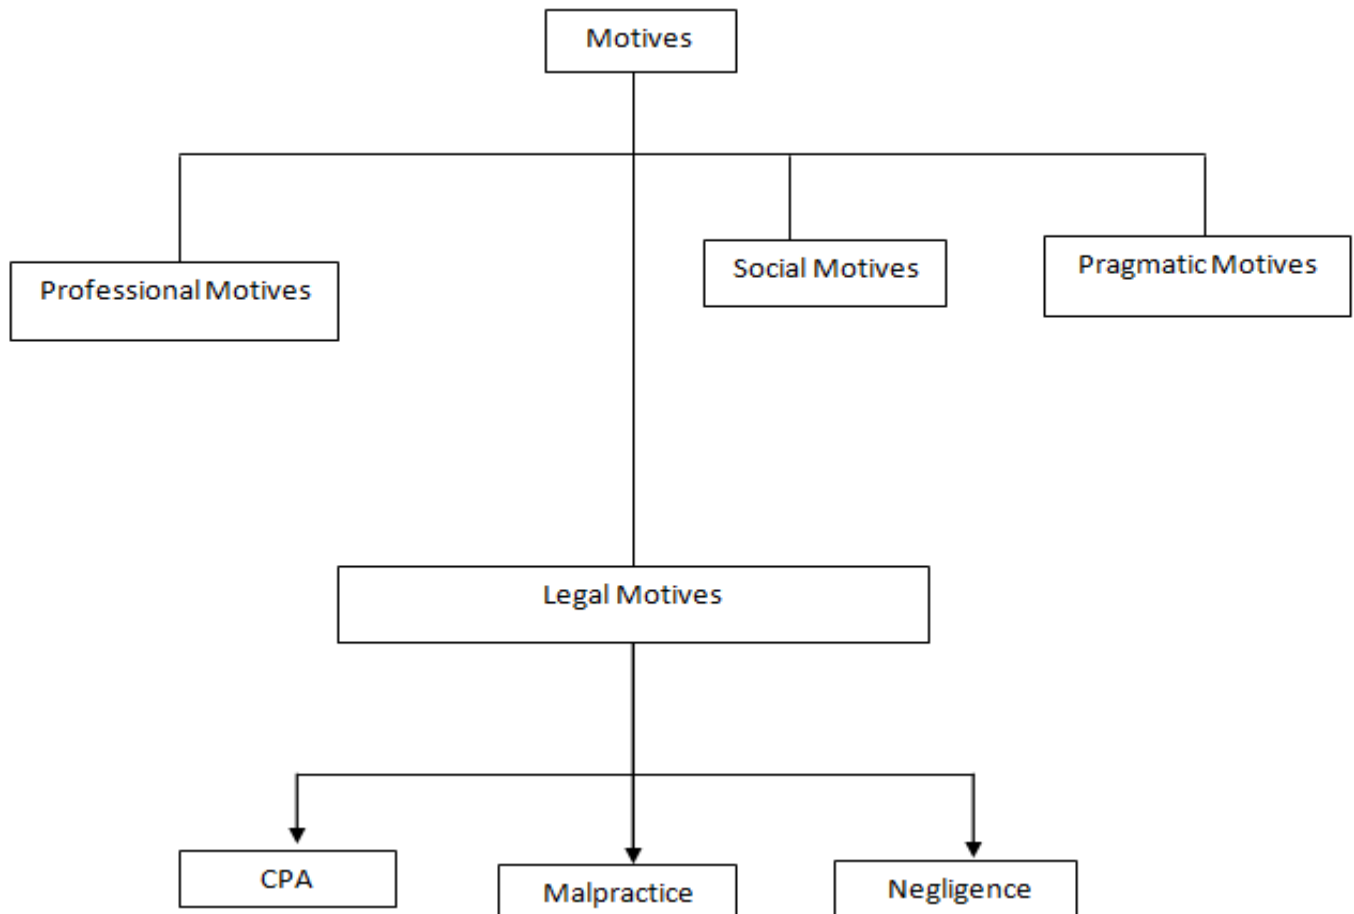 Motives
Professional Motives
Social Motives
Pragmatic Motives
Legal Motives
CPA
Malpractice
Negligence